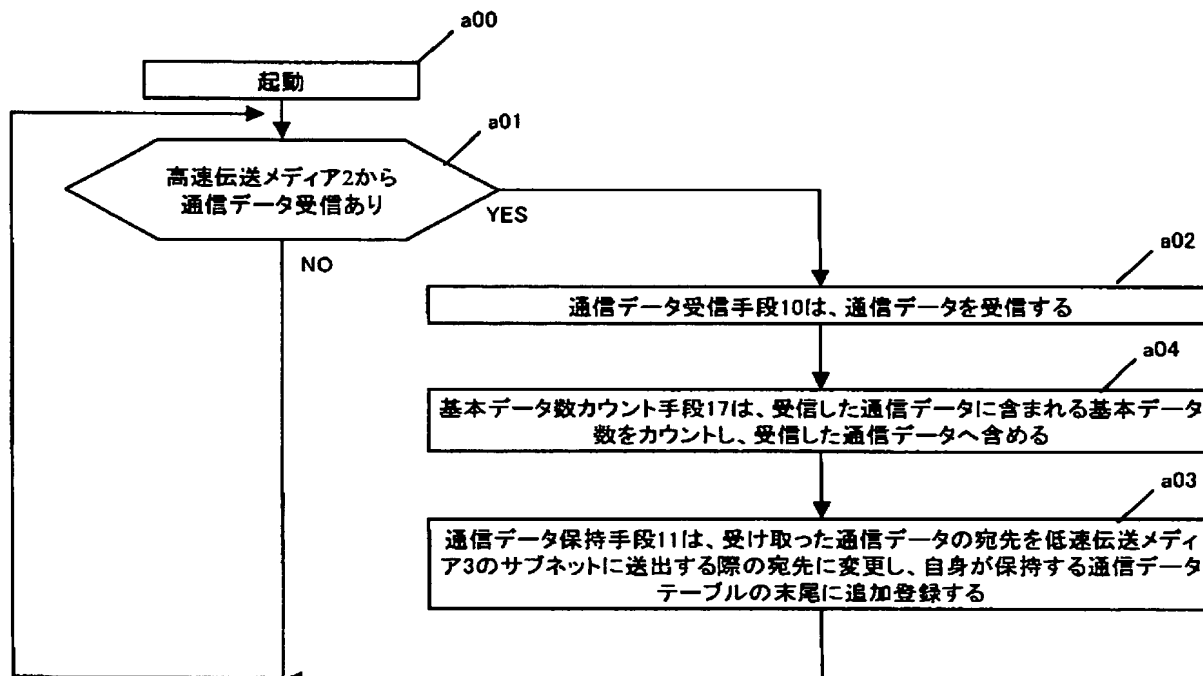 a00
起動
a01
高速伝送メディア2から
通信データ受信あり
YES
NO
a02
通信データ受信手段10は、通信データを受信する
a04
基本データ数カウント手段17は、受信した通信データに含まれる基本データ
数をカウントし、受信した通信データへ含める
a03
通信データ保持手段11は、受け取った通信データの宛先を低速伝送メディ
ア3のサブネットに送出する際の宛先に変更し、自身が保持する通信データ
テーブルの末尾に追加登録する